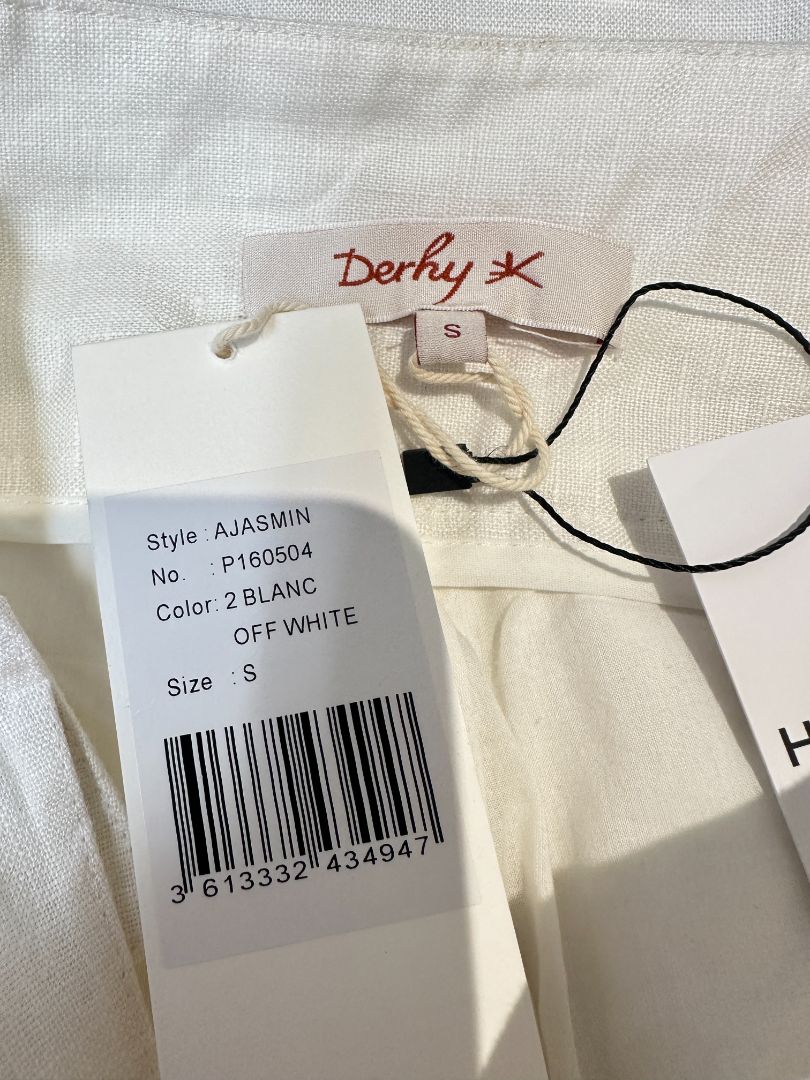 Derhy
S
Style : AJASMIN
No. : P160504
Color: 2 BLANC
OFF WHITE
Size : S
3 613332 434947
H